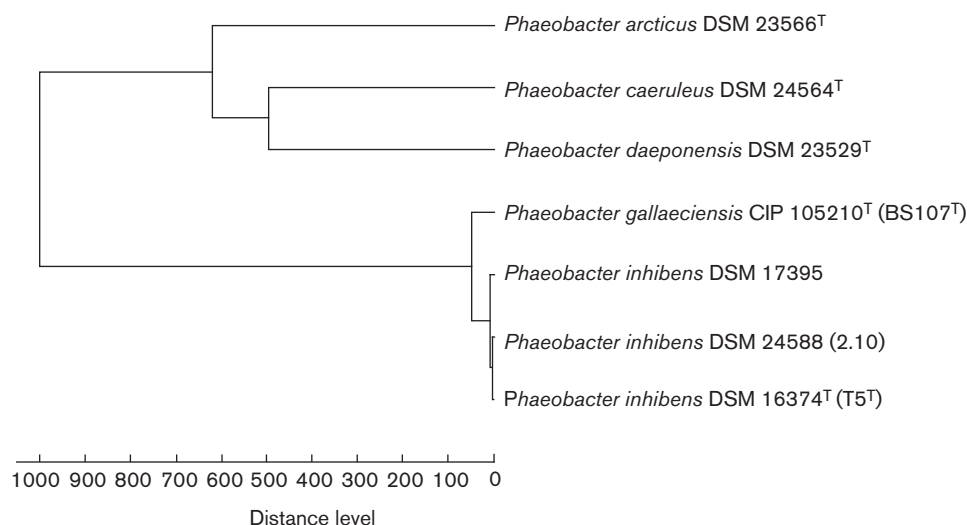 Phaeobacter arcticus DSM 23566ᵀ
Phaeobacter caeruleus DSM 24564ᵀ
Phaeobacter daeponensis DSM 23529ᵀ
Phaeobacter gallaeciensis CIP 105210ᵀ (BS107ᵀ)
Phaeobacter inhibens DSM 17395
Phaeobacter inhibens DSM 24588 (2.10)
Phaeobacter inhibens DSM 16374ᵀ (T5ᵀ)
1000 900 800 700 600 500 400 300 200 100 0
Distance level